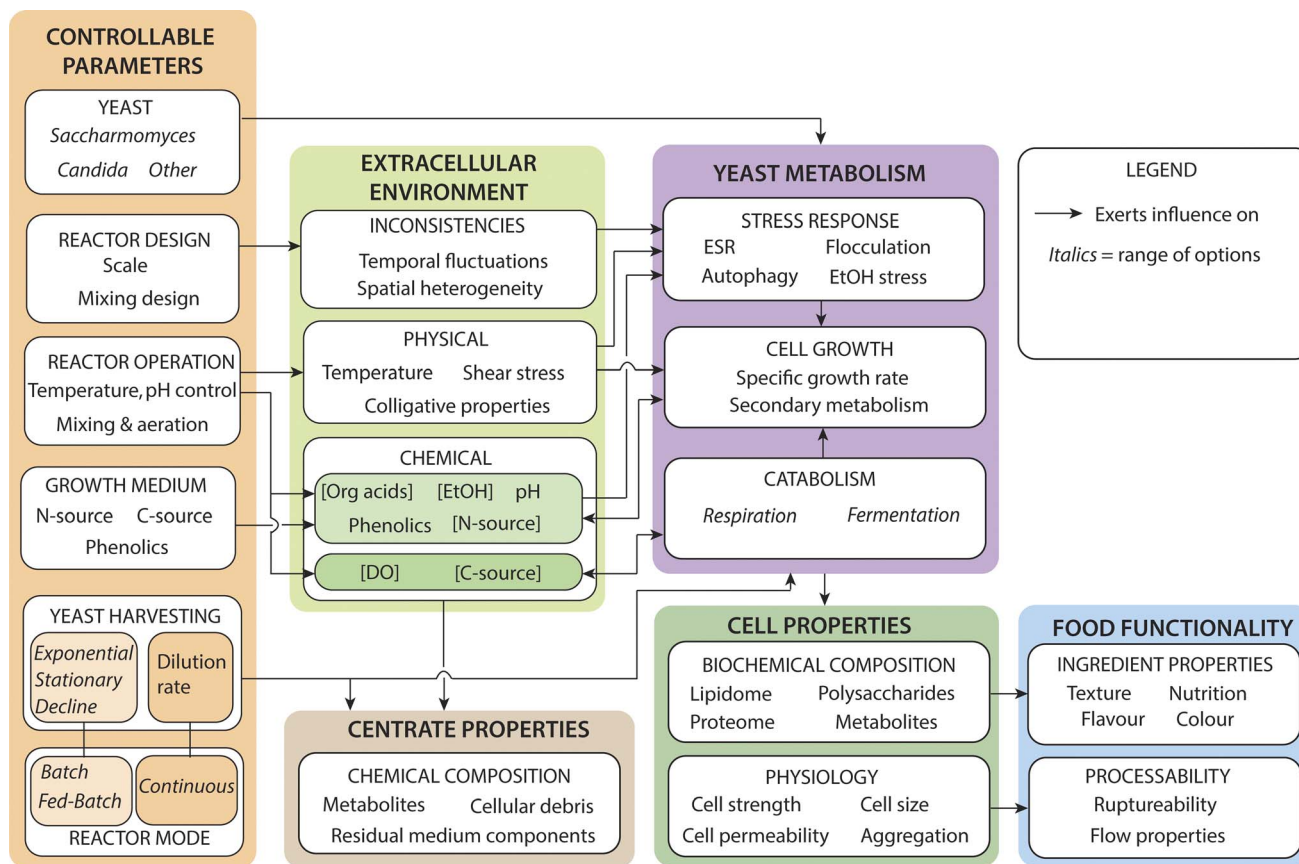 CONTROLLABLE
PARAMETERS
YEAST
Saccharmomyces
Candida Other
REACTOR DESIGN
Scale
Mixing design
REACTOR OPERATION
Temperature, pH control
Mixing & aeration
GROWTH MEDIUM
N-source C-source
Phenolics
YEAST HARVESTING
Exponential
Stationary
Decline
Dilution
rate
Batch
Fed-Batch
Continuous
REACTOR MODE
EXTRACELLULAR
ENVIRONMENT
INCONSISTENCIES
Temporal fluctuations
Spatial heterogeneity
PHYSICAL
Temperature Shear stress
Colligative properties
CHEMICAL
[Org acids] [EtOH] pH
Phenolics [N-source]
[DO] [C-source]
CENTRATE PROPERTIES
CHEMICAL COMPOSITION
Metabolites Cellular debris
Residual medium components
YEAST METABOLISM
STRESS RESPONSE
ESR Flocculation
Autophagy EtOH stress
CELL GROWTH
Specific growth rate
Secondary metabolism
CATABOLISM
Respiration Fermentation
CELL PROPERTIES
BIOCHEMICAL COMPOSITION
Lipidome Polysaccharides
Proteome Metabolites
PHYSIOLOGY
Cell strength Cell size
Cell permeability Aggregation
LEGEND
Exerts influence on
Italics = range of options
FOOD FUNCTIONALITY
INGREDIENT PROPERTIES
Texture Nutrition
Flavour Colour
PROCESSABILITY
Ruptureability
Flow properties